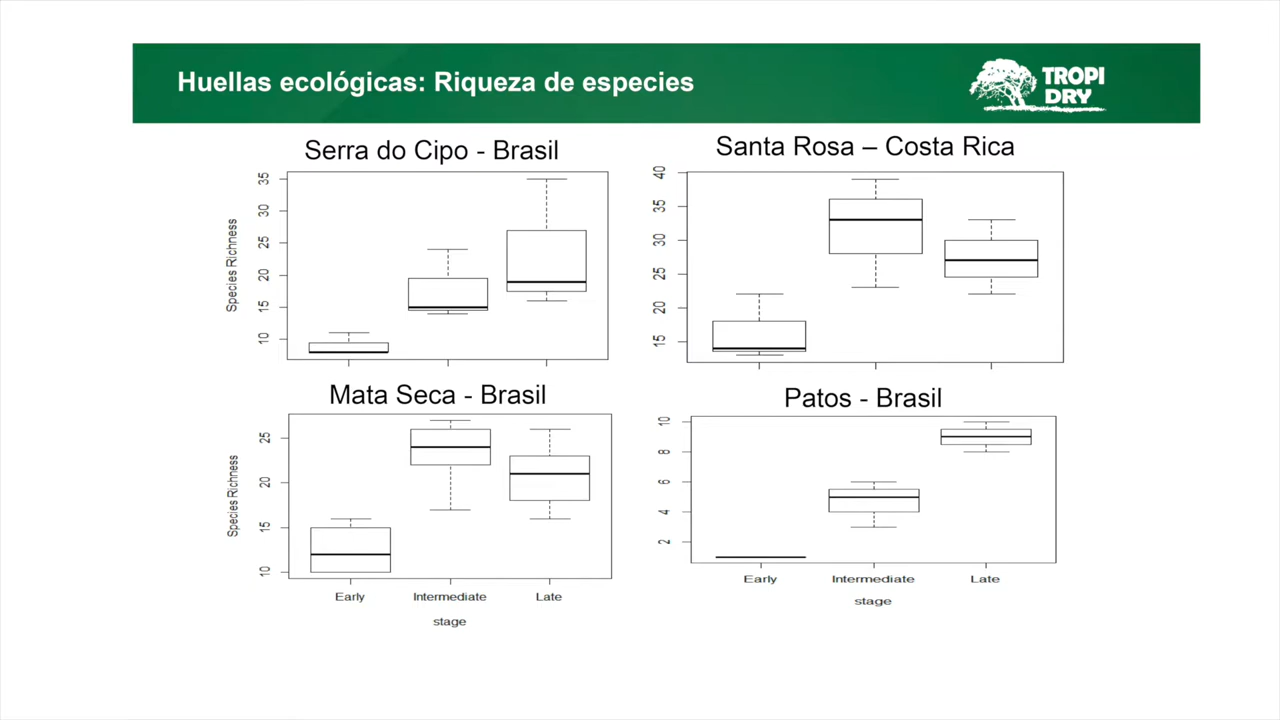 Huellas ecológicas: Riqueza de especies
TROPI
DRY
Serra do Cipo - Brasil
Species Richness
35
30
25
20
15
10
Santa Rosa – Costa Rica
40
35
30
25
20
15
Mata Seca - Brasil
Species Richness
25
20
15
10
Early Intermediate Late
stage
Patos - Brasil
10
8
6
4
2
Early Intermediate Late
stage